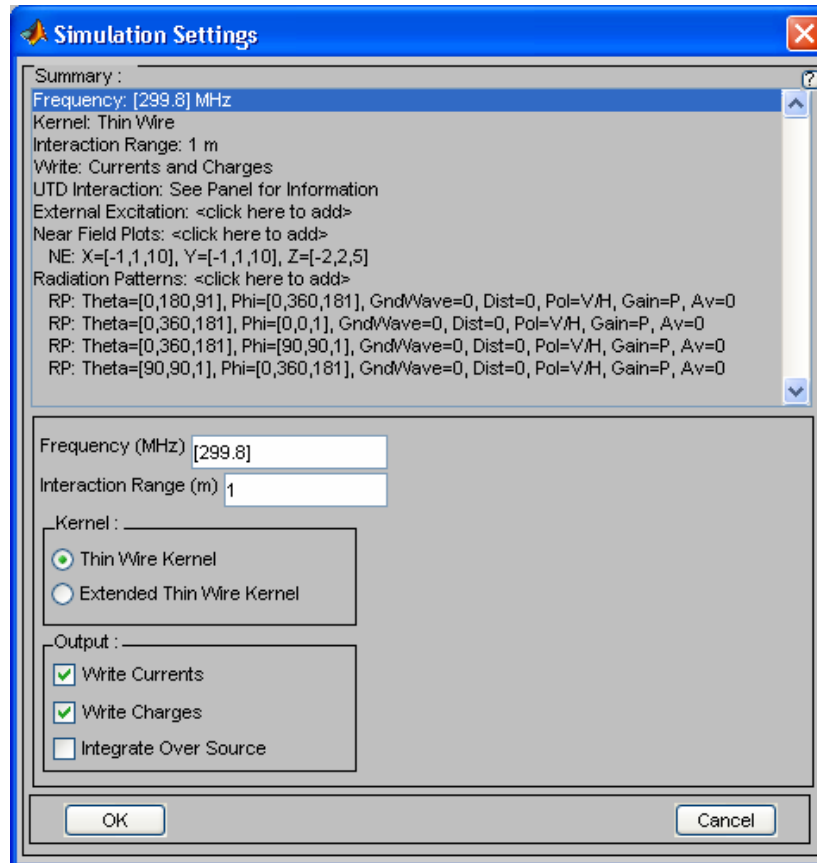 Simulation Settings
Summary :
?
Frequency: [299.8] MHz
Kernel: Thin Wire
Interaction Range: 1 m
Write: Currents and Charges
UTD Interaction: See Panel for Information
External Excitation: <click here to add>
Near Field Plots: <click here to add>
NE: X=[-1,1,10], Y=[-1,1,10], Z=[-2,2,5]
Radiation Patterns: <click here to add>
RP: Theta=[0,180,91], Phi=[0,360,181], GndWave=0, Dist=0, Pol=V/H, Gain=P, Av=0
RP: Theta=[0,360,181], Phi=[0,0,1], GndWave=0, Dist=0, Pol=V/H, Gain=P, Av=0
RP: Theta=[0,360,181], Phi=[90,90,1], GndWave=0, Dist=0, Pol=V/H, Gain=P, Av=0
RP: Theta=[90,90,1], Phi=[0,360,181], GndWave=0, Dist=0, Pol=V/H, Gain=P, Av=0
Frequency (MHz) [299.8]
Interaction Range (m) 1
Kernel :
Thin Wire Kernel
Extended Thin Wire Kernel
Output :
Write Currents
Write Charges
Integrate Over Source
OK Cancel